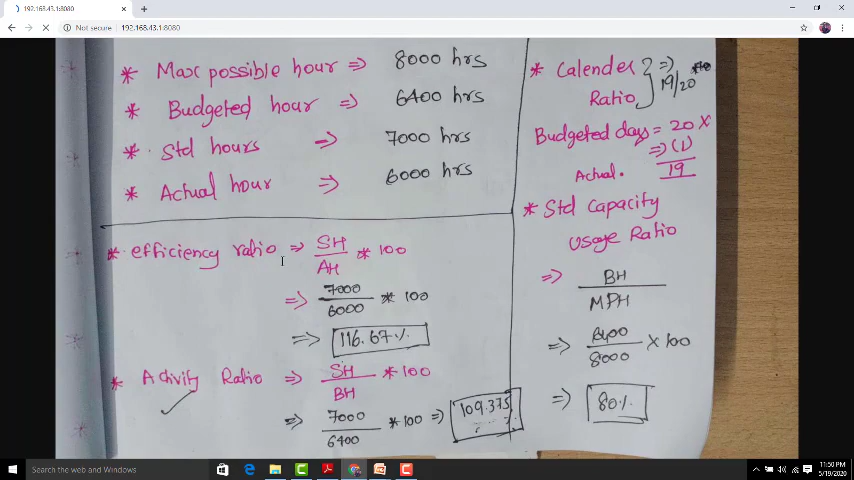 192.168.43.1:8080
Not secure | 192.168.43.1:8080
* Max possible hour ⇒ 8000 hrs
* Budgeted hour ⇒ 6400 hrs
* Std hours ⇒ 7000 hrs
* Actual hour ⇒ 6000 hrs
* efficiency ratio ⇒ SH
AH
* 100
⇒ 7000
6000
* 100
⇒ 116.67%
* Activity Ratio ⇒ SH
BH
* 100
⇒ 7000
6400
* 100 ⇒ 109.375
%
* Calender
Ratio
⇒
19/20
Budgeted days = 20 X
⇒ (1)
Actual. 19
* Std Capacity
Usage Ratio
⇒ BH
MPH
⇒ 6400
8000
X 100
⇒ 80%
Search the web and Windows
11:50 PM
5/19/2020